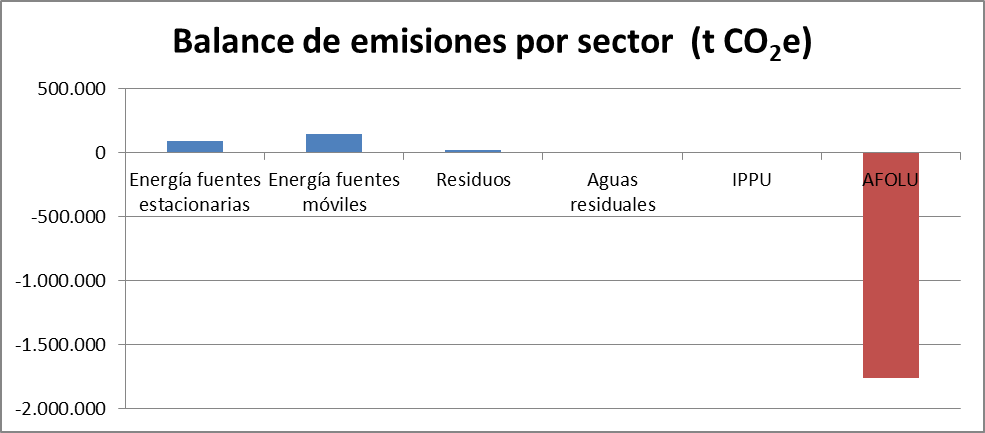 Balance de emisiones por sector (t CO₂e)
500.000
0
-500.000
-1.000.000
-1.500.000
-2.000.000
Energía fuentes
estacionarias
Energía fuentes
móviles
Residuos
Aguas
residuales
IPPU
AFOLU